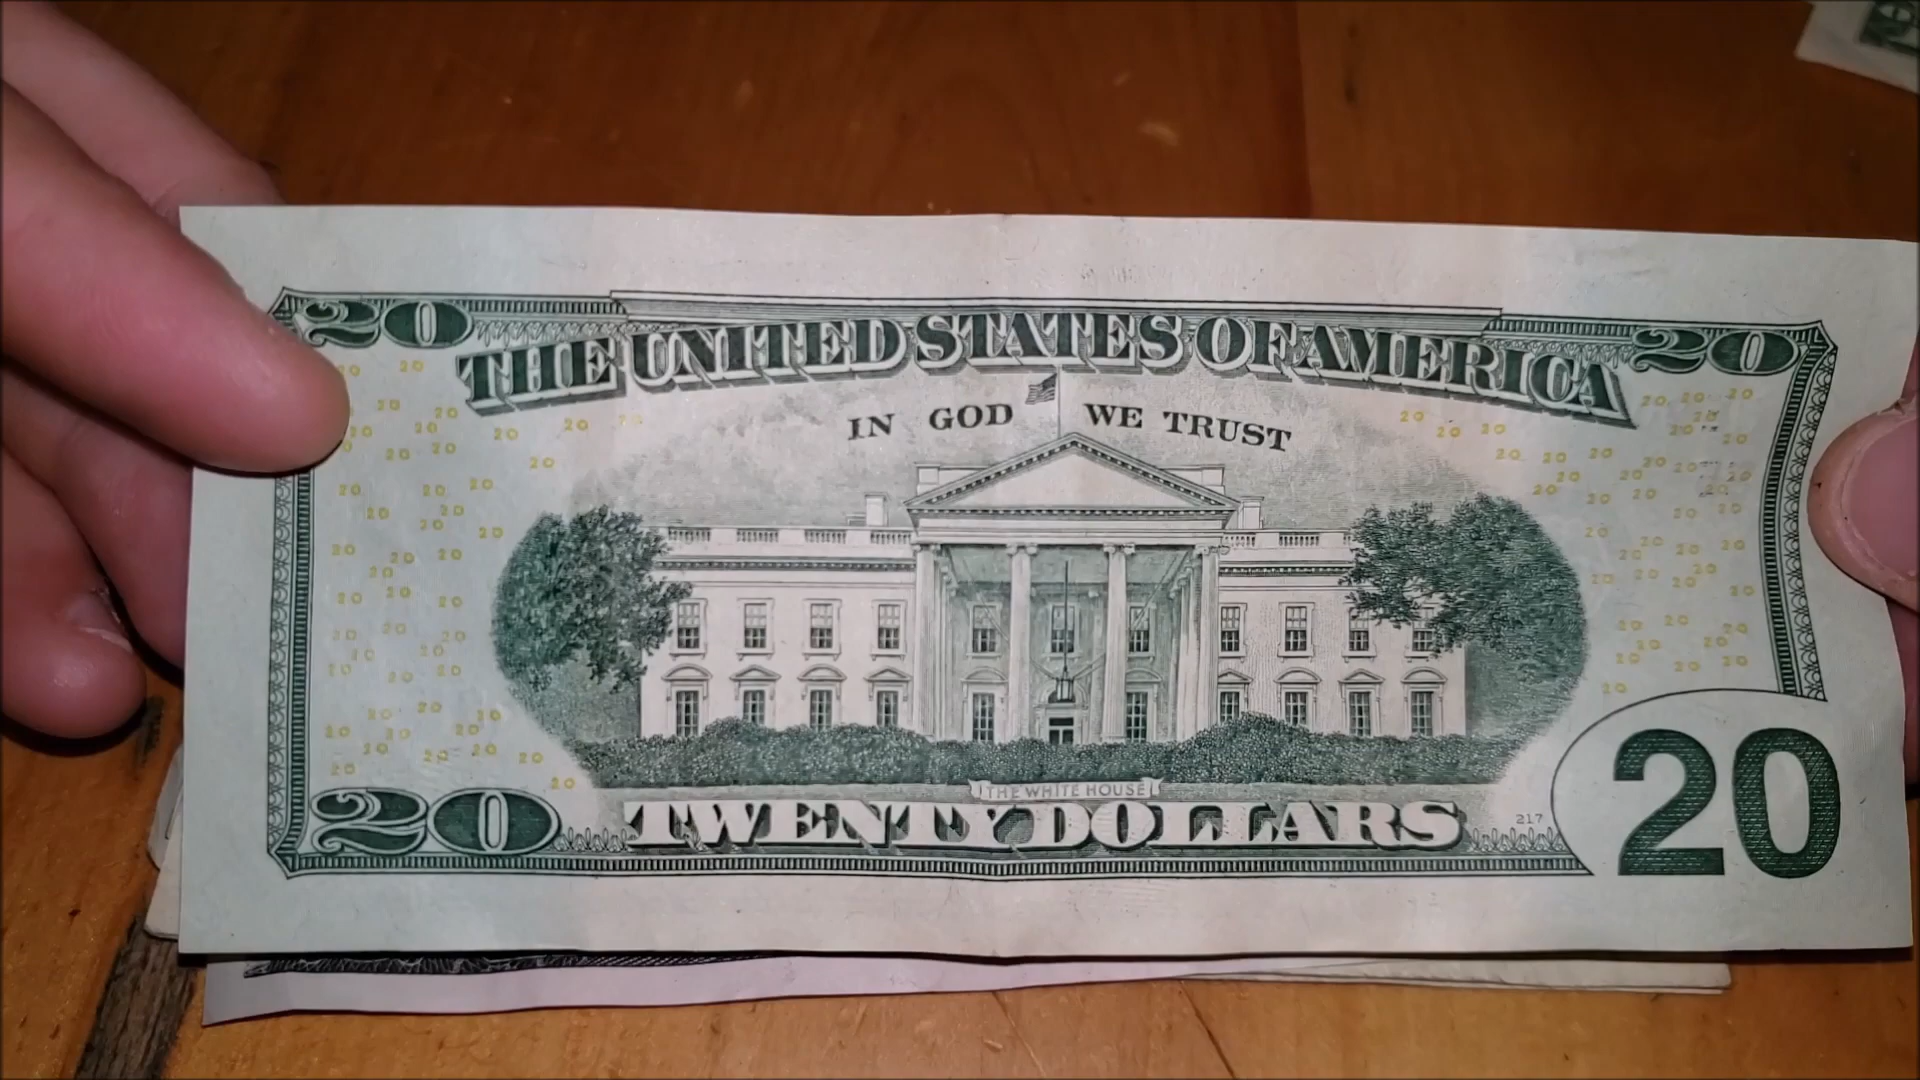 20 THE UNITED STATES OF AMERICA 20
IN GOD WE TRUST
THE WHITE HOUSE
20 TWENTY DOLLARS 217 20